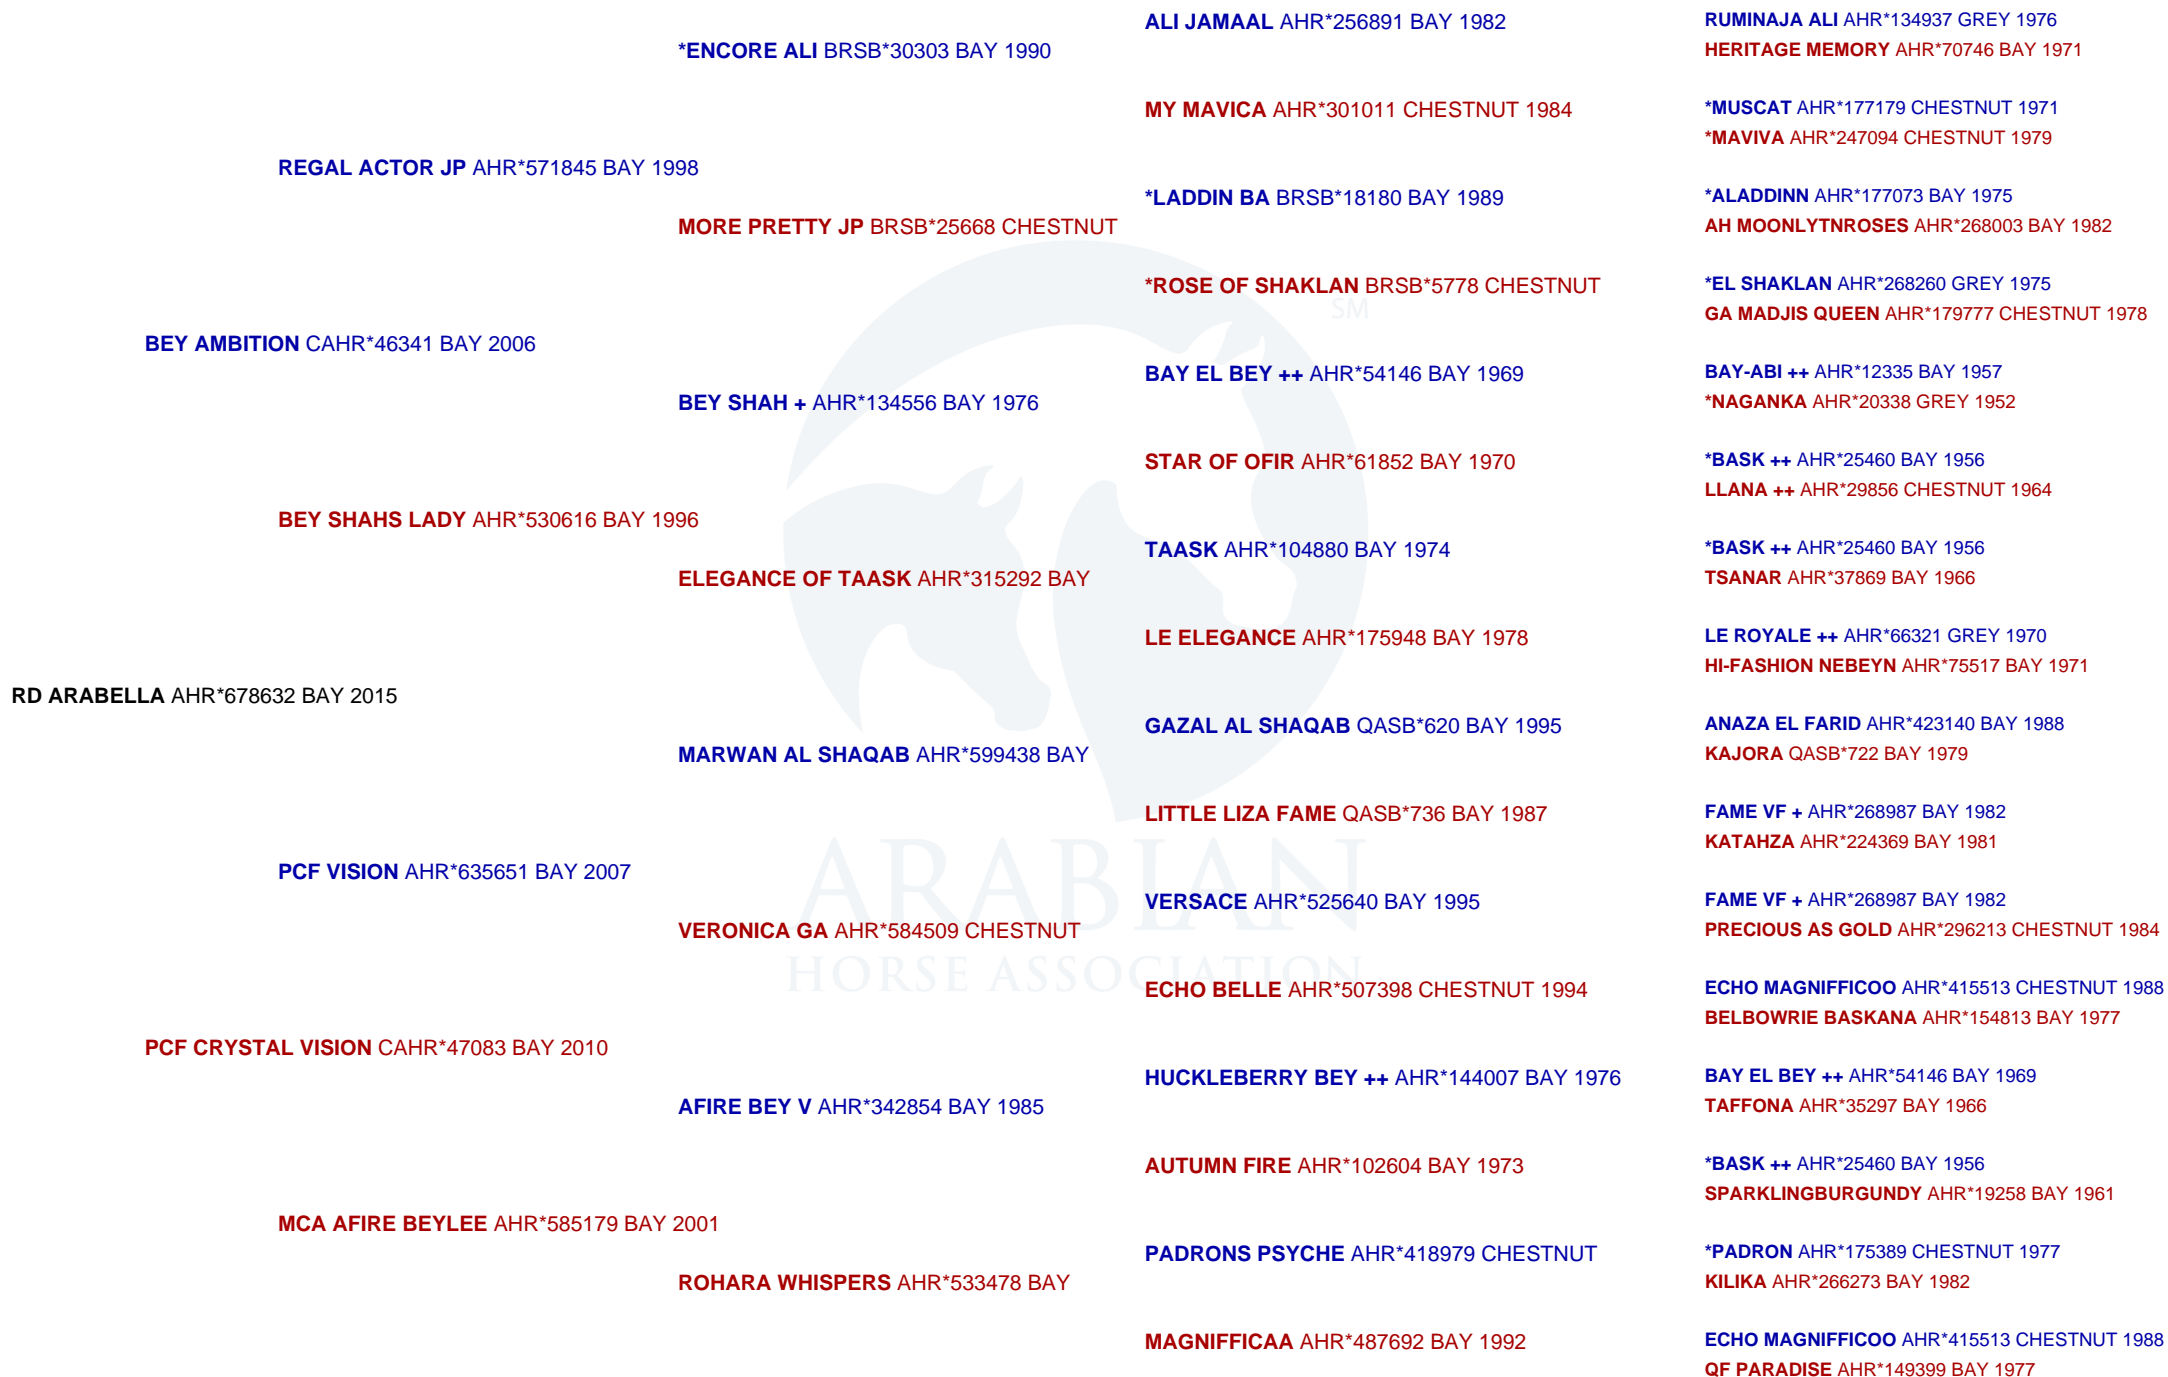 ALI JAMAAL AHR*256891 BAY 1982
RUMINAJA ALI AHR*134937 GREY 1976
*ENCORE ALI BRSB*30303 BAY 1990
HERITAGE MEMORY AHR*70746 BAY 1971
MY MAVICA AHR*301011 CHESTNUT 1984
*MUSCAT AHR*177179 CHESTNUT 1971
*MAVIVA AHR*247094 CHESTNUT 1979
REGAL ACTOR JP AHR*571845 BAY 1998
*LADDIN BA BRSB*18180 BAY 1989
*ALADDINN AHR*177073 BAY 1975
MORE PRETTY JP BRSB*25668 CHESTNUT
AH MOONLYTNROSES AHR*268003 BAY 1982
*ROSE OF SHAKLAN BRSB*5778 CHESTNUT
*EL SHAKLAN AHR*268260 GREY 1975
SM
GA MADJIS QUEEN AHR*179777 CHESTNUT 1978
BEY AMBITION CAHR*46341 BAY 2006
BAY EL BEY ++ AHR*54146 BAY 1969
BAY-ABI ++ AHR*12335 BAY 1957
BEY SHAH + AHR*134556 BAY 1976
*NAGANKA AHR*20338 GREY 1952
STAR OF OFIR AHR*61852 BAY 1970
*BASK ++ AHR*25460 BAY 1956
LLANA ++ AHR*29856 CHESTNUT 1964
BEY SHAHS LADY AHR*530616 BAY 1996
TAASK AHR*104880 BAY 1974
*BASK ++ AHR*25460 BAY 1956
ELEGANCE OF TAASK AHR*315292 BAY
TSANAR AHR*37869 BAY 1966
LE ELEGANCE AHR*175948 BAY 1978
LE ROYALE ++ AHR*66321 GREY 1970
HI-FASHION NEBEYN AHR*75517 BAY 1971
RD ARABELLA AHR*678632 BAY 2015
GAZAL AL SHAQAB QASB*620 BAY 1995
ANAZA EL FARID AHR*423140 BAY 1988
MARWAN AL SHAQAB AHR*599438 BAY
KAJORA QASB*722 BAY 1979
LITTLE LIZA FAME QASB*736 BAY 1987
FAME VF + AHR*268987 BAY 1982
KATAHZA AHR*224369 BAY 1981
PCF VISION AHR*635651 BAY 2007
ARABIAN
VERSACE AHR*525640 BAY 1995
FAME VF + AHR*268987 BAY 1982
VERONICA GA AHR*584509 CHESTNUT
PRECIOUS AS GOLD AHR*296213 CHESTNUT 1984
HORSE ASSOCIATION
ECHO BELLE AHR*507398 CHESTNUT 1994
ECHO MAGNIFFICOO AHR*415513 CHESTNUT 1988
BELBOWRIE BASKANA AHR*154813 BAY 1977
PCF CRYSTAL VISION CAHR*47083 BAY 2010
HUCKLEBERRY BEY ++ AHR*144007 BAY 1976
BAY EL BEY ++ AHR*54146 BAY 1969
AFIRE BEY V AHR*342854 BAY 1985
TAFFONA AHR*35297 BAY 1966
AUTUMN FIRE AHR*102604 BAY 1973
*BASK ++ AHR*25460 BAY 1956
SPARKLINGBURGUNDY AHR*19258 BAY 1961
MCA AFIRE BEYLEE AHR*585179 BAY 2001
PADRONS PSYCHE AHR*418979 CHESTNUT
*PADRON AHR*175389 CHESTNUT 1977
ROHARA WHISPERS AHR*533478 BAY
KILIKA AHR*266273 BAY 1982
MAGNIFFICAA AHR*487692 BAY 1992
ECHO MAGNIFFICOO AHR*415513 CHESTNUT 1988
QF PARADISE AHR*149399 BAY 1977